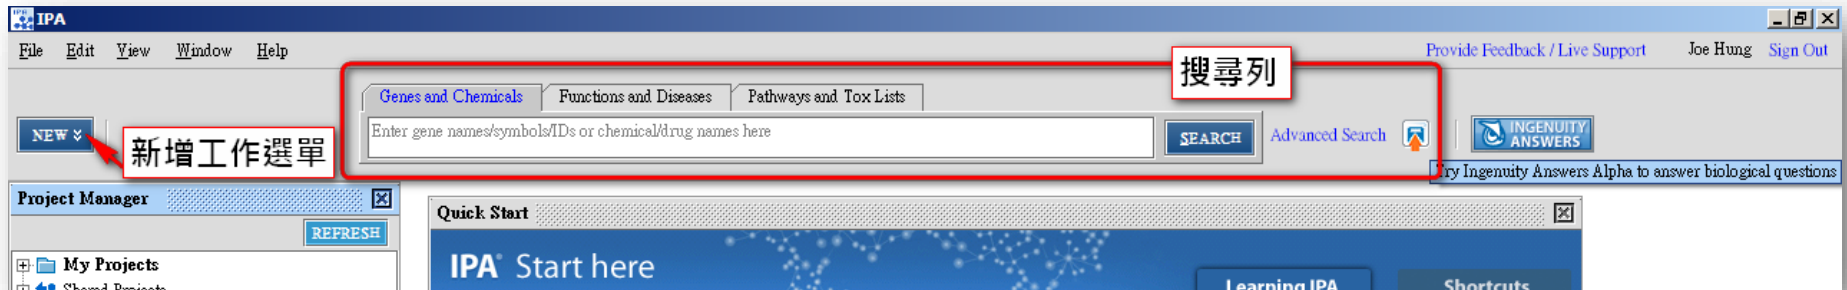 IPA
File Edit View Window Help
Provide Feedback / Live Support Joe Hung Sign Out
搜尋列
Genes and Chemicals Functions and Diseases Pathways and Tox Lists
NEW
新增工作選單
Enter gene names/symbols/IDs or chemical/drug names here
SEARCH
Advanced Search
INGENUITY
ANSWERS
Try Ingenuity Answers Alpha to answer biological questions
Project Manager
REFRESH
My Projects
Shared Projects
Quick Start
IPA® Start here
Learning IPA
Shortcuts